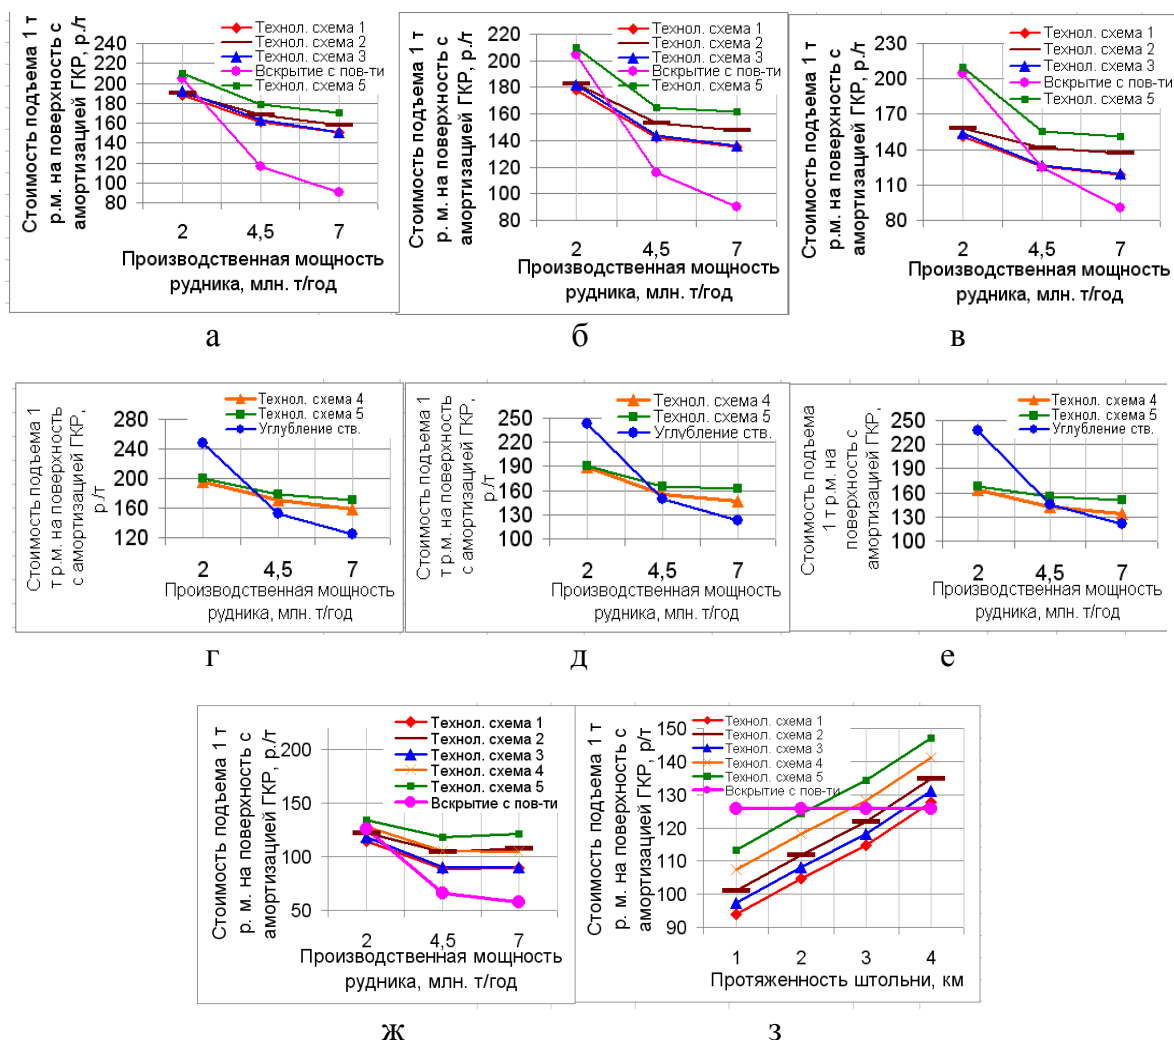 Технол. схема 1
Технол. схема 2
Технол. схема 3
Вскрытие с пов-ти
Технол. схема 5
Стоимость подъема 1 т
р.м. на поверхность с
амортизацией ГКР, р./т
240
220
200
180
160
140
120
100
80
2 4,5 7
Производственная мощность
рудника, млн. т/год
а
Технол. схема 1
Технол. схема 2
Технол. схема 3
Вскрытие с пов-ти
Технол. схема 5
Стоимость подъема 1 т
р. м. на поверхность с
амортизацией ГКР, р./т
220
200
180
160
140
120
100
80
2 4,5 7
Производственная мощность
рудника, млн. т/год
б
Технол. схема 1
Технол. схема 2
Технол. схема 3
Вскрытие с пов-ти
Технол. схема 5
Стоимость подъема 1 т
р.м. на поверхность с
амортизацией ГКР, р./т
230
200
170
140
110
80
2 4,5 7
Производственная мощность
рудника, млн. т/год
в
Технол. схема 4
Технол. схема 5
Углубление ств.
Стоимость подъема 1
т р.м. на поверхность
с амортизацией ГКР,
р/т
280
240
200
160
120
2 4,5 7
Производственная мощность
рудника, млн. т/год
г
Технол. схема 4
Технол. схема 5
Углубление ств.
Стоимость подъема 1
т р.м. на поверхность
с амортизацией ГКР,
р/т
250
220
190
160
130
100
2 4,5 7
Производственная мощность
рудника, млн. т/год
д
Технол. схема 4
Технол. схема 5
Углубление ств.
Стоимость подъема
1 т р.м. на
поверхность с
амортизацией ГКР,
250
220
190
160
130
100
2 4,5 7
Производственная мощность
рудника, млн. т/год
е
Технол. схема 1
Технол. схема 2
Технол. схема 3
Технол. схема 4
Технол. схема 5
Вскрытие с пов-ти
Стоимость подъема 1 т
р. м. на поверхность с
амортизацией ГКР, р./т
200
150
100
50
2 4,5 7
Производственная мощность
рудника, млн. т/год
ж
Технол. схема 1
Технол. схема 2
Технол. схема 3
Технол. схема 4
Технол. схема 5
Вскрытие с пов-ти
Стоимость подъема 1 т
р. м. на поверхность с
амортизацией ГКР, р/т
150
140
130
120
110
100
90
1 2 3 4
Протяженность штольни, км
з